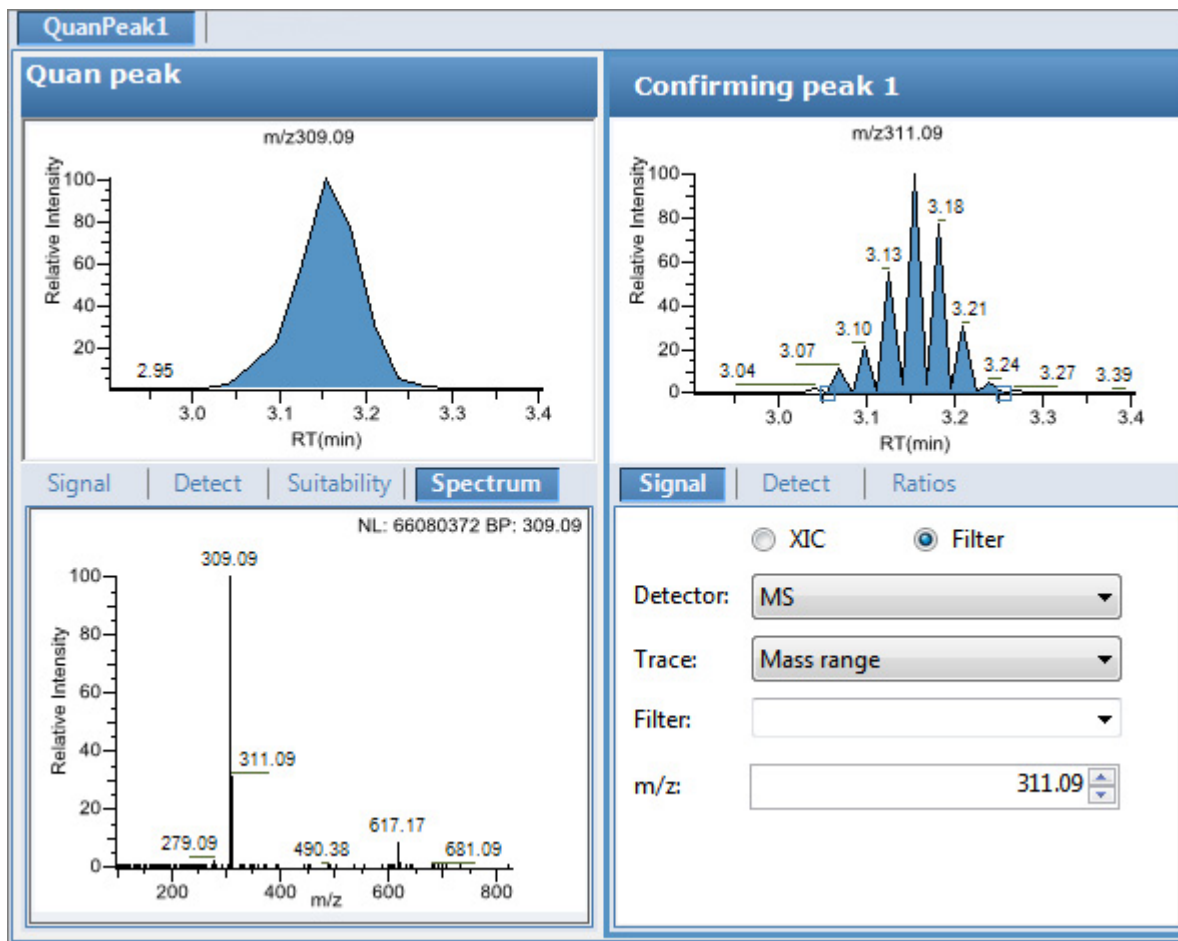 QuanPeak1
Quan peak
m/z309.09
Relative Intensity
100
80
60
40
20
2.95
3.0 3.1 3.2 3.3 3.4
RT(min)
Signal Detect Suitability Spectrum
NL: 66080372 BP: 309.09
309.09
Relative Intensity
100
80
60
40
20
0
311.09
279.09
490.38
617.17
681.09
200 400 600 800
m/z
Confirming peak 1
m/z311.09
Relative Intensity
100
80
60
40
20
0
3.04
3.07
3.10
3.13
3.18
3.21
3.24
3.27
3.39
3.0 3.1 3.2 3.3 3.4
RT(min)
Signal Detect Ratios
XIC Filter
Detector: MS
Trace: Mass range
Filter:
m/z: 311.09